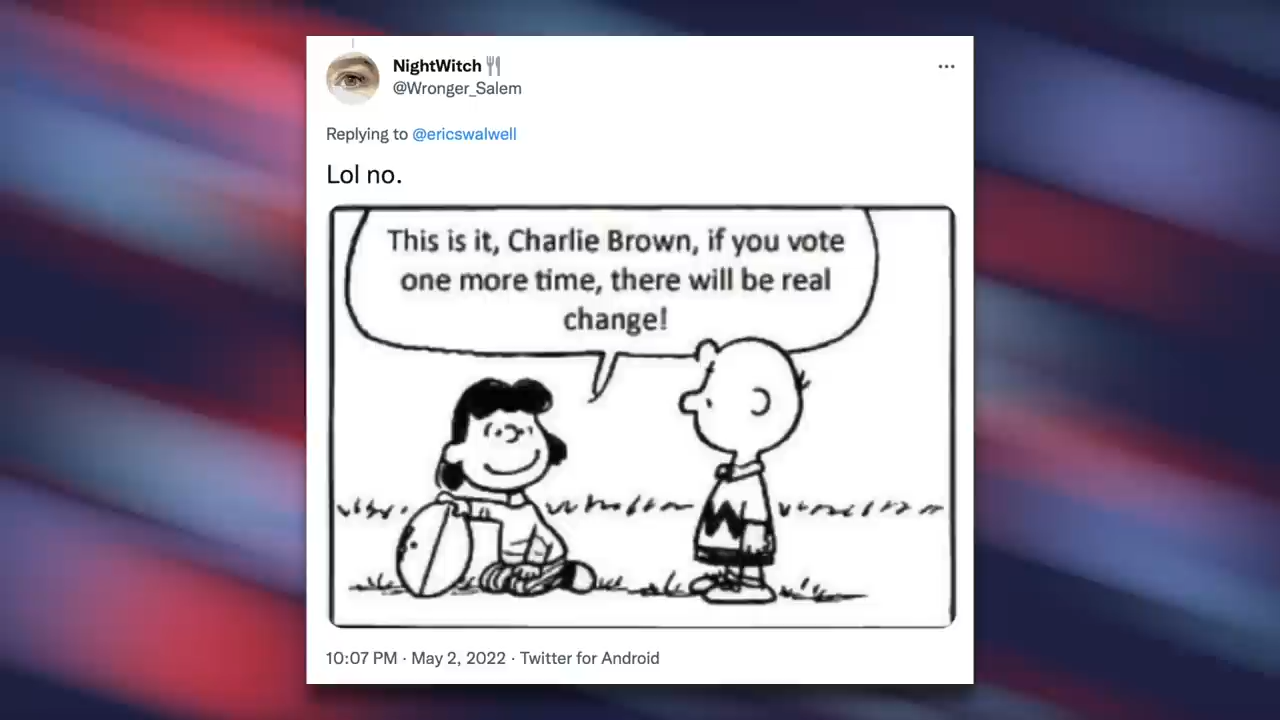 NightWitch🍴
@Wronger_Salem
Replying to @ericswalwell
Lol no.
This is it, Charlie Brown, if you vote
one more time, there will be real
change!
10:07 PM · May 2, 2022 · Twitter for Android